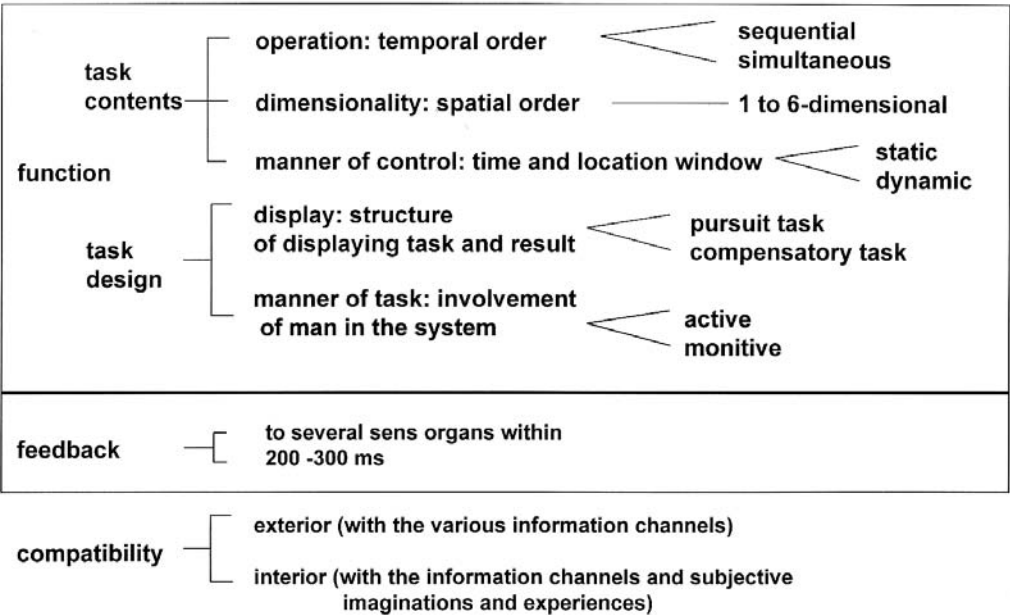 operation: temporal order
sequential
simultaneous
task
contents
dimensionality: spatial order
1 to 6-dimensional
manner of control: time and location window
static
dynamic
function
display: structure
of displaying task and result
pursuit task
compensatory task
task
design
manner of task: involvement
of man in the system
active
monitive
feedback
to several sens organs within
200 -300 ms
compatibility
exterior (with the various information channels)
interior (with the information channels and subjective
imaginations and experiences)